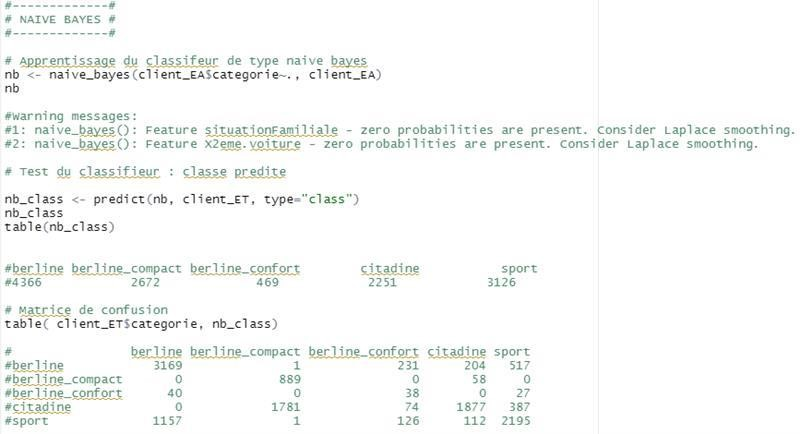 #-------------#
# NAIVE BAYES #
#-------------#
# Apprentissage du classifeur de type naive bayes
nb <- naive_bayes(client_EA$categorie~., client_EA)
nb
#Warning messages:
#1: naive_bayes(): Feature situationFamiliale - zero probabilities are present. Consider Laplace smoothing.
#2: naive_bayes(): Feature X2eme.voiture - zero probabilities are present. Consider Laplace smoothing.
# Test du classifieur : classe predite
nb_class <- predict(nb, client_ET, type="class")
nb_class
table(nb_class)
#berline berline_compact berline_confort citadine sport
#4366 2672 469 2251 3126
# Matrice de confusion
table( client_ET$categorie, nb_class)
# berline berline_compact berline_confort citadine sport
#berline 3169 1 231 204 517
#berline_compact 0 889 0 58 0
#berline_confort 40 0 38 0 27
#citadine 0 1781 74 1877 387
#sport 1157 1 126 112 2195